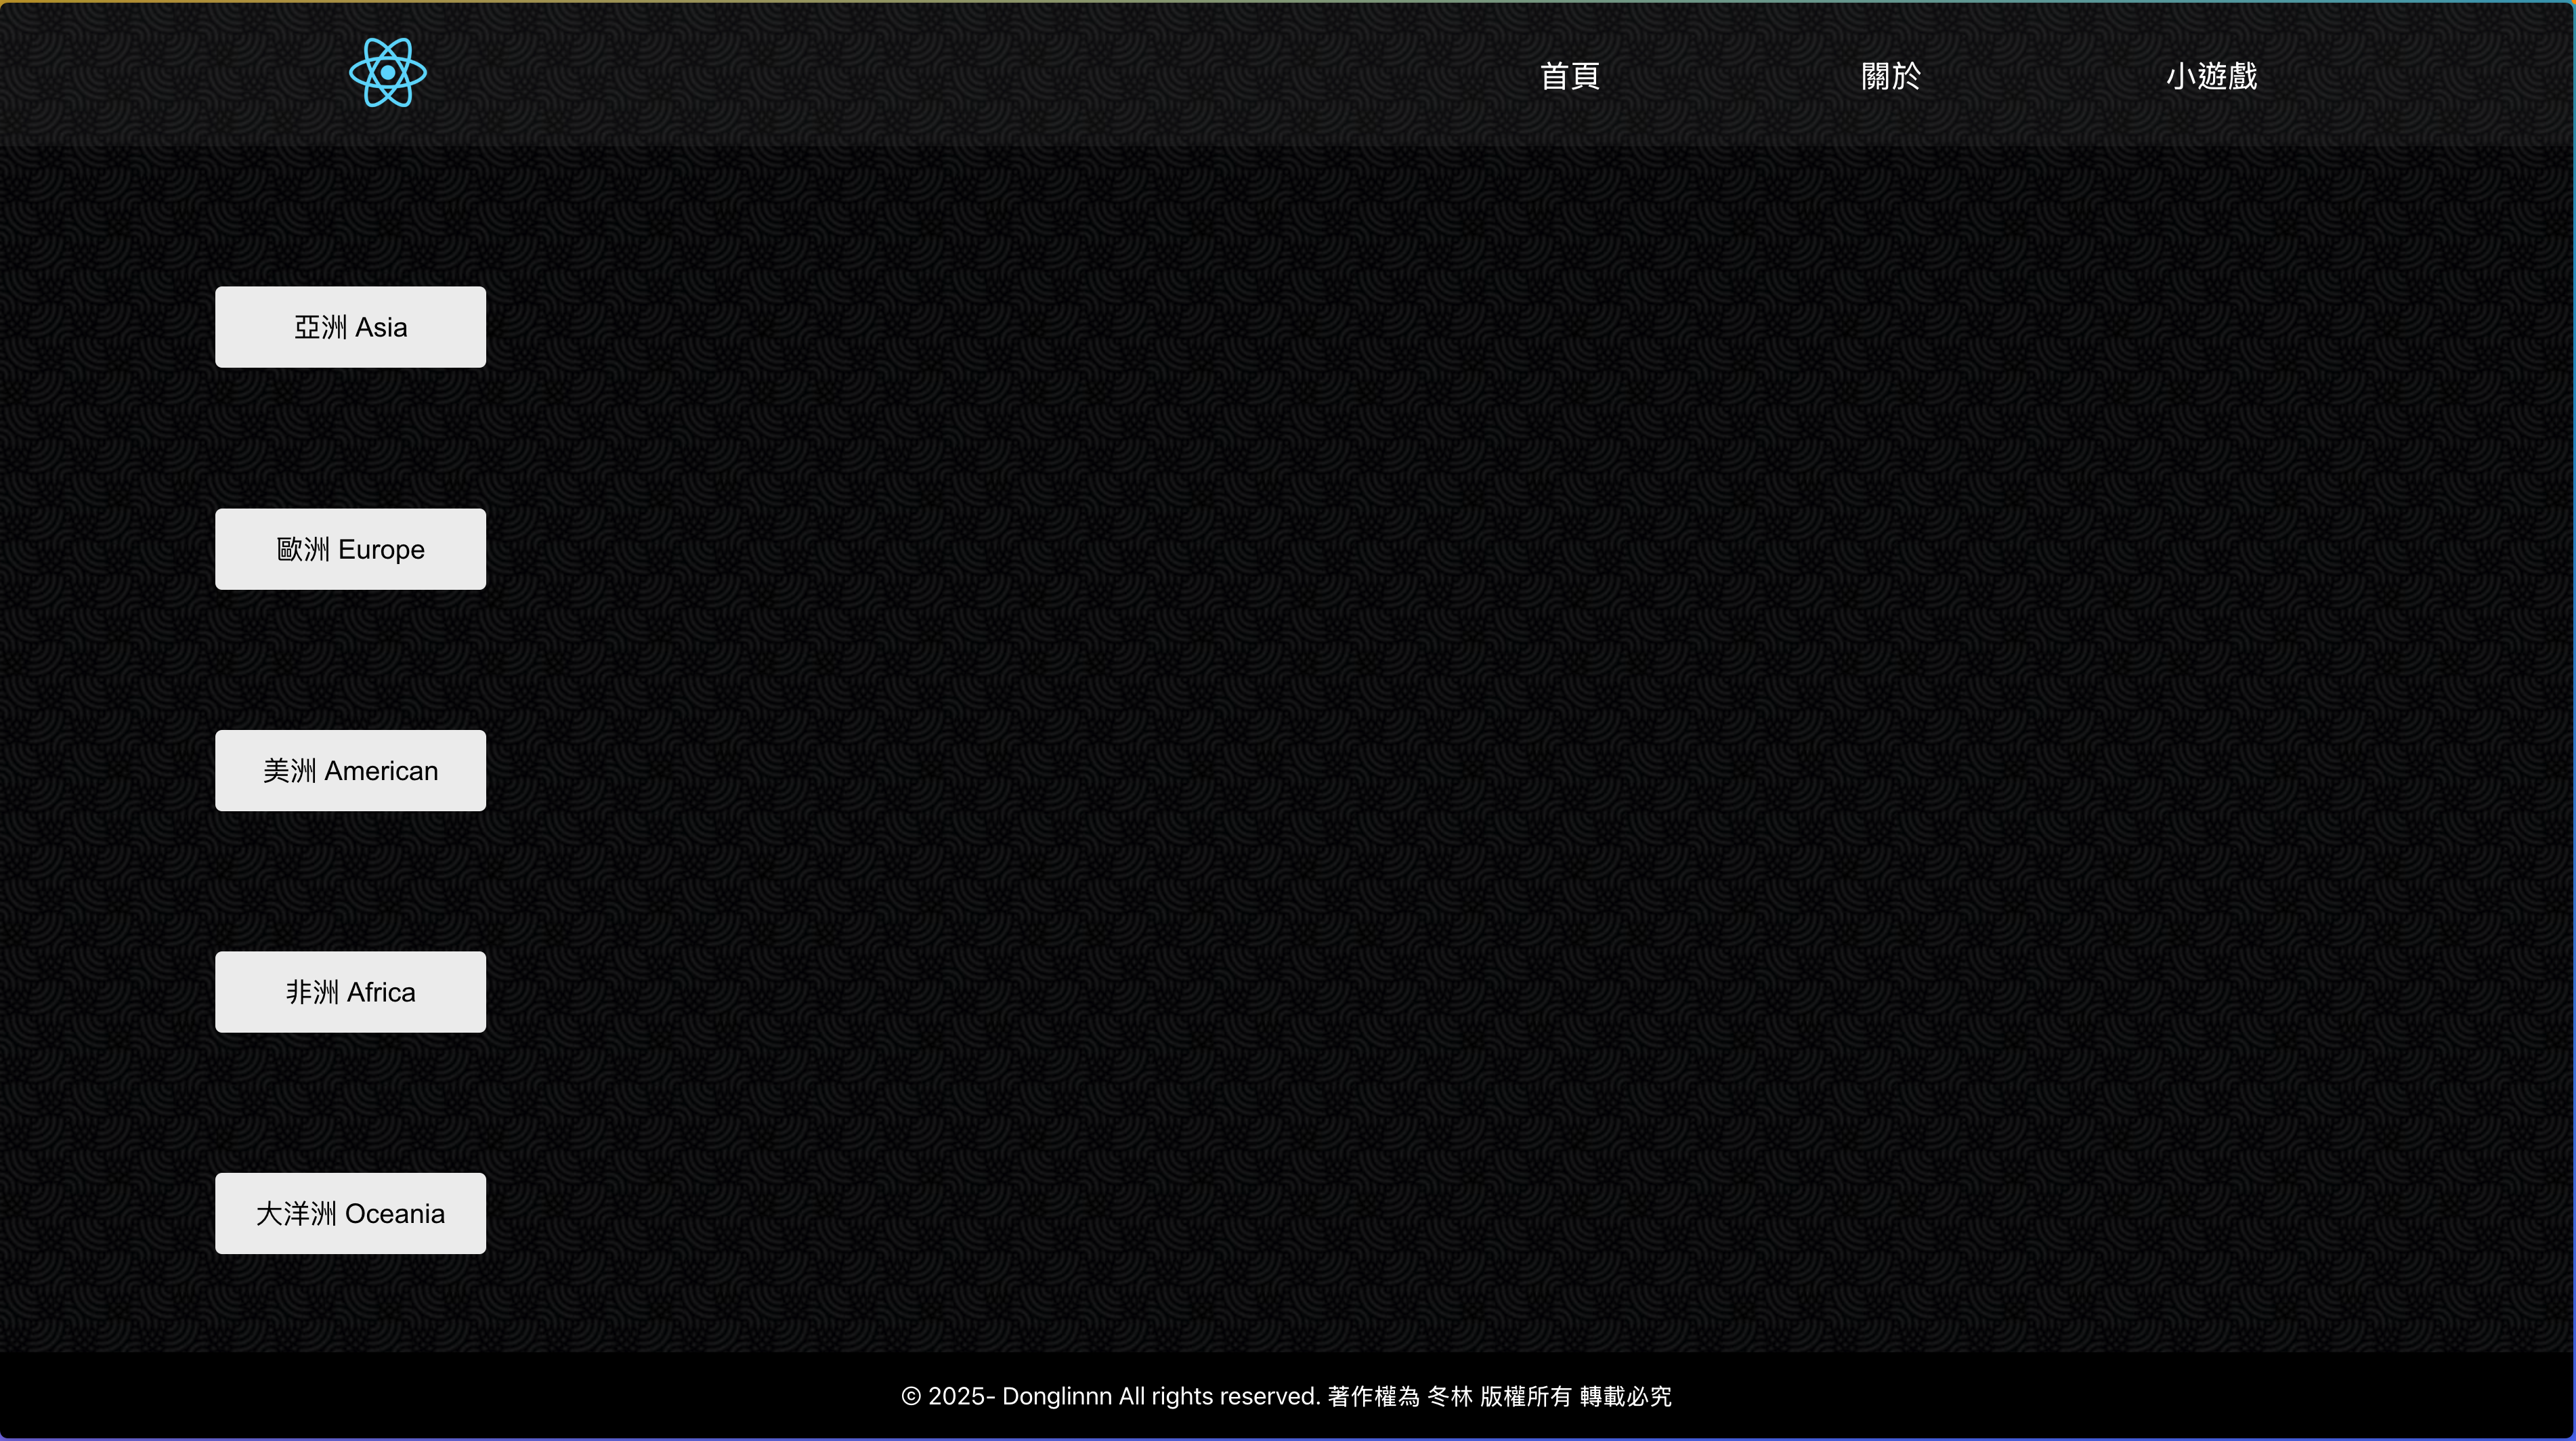 首頁
關於
小遊戲
亞洲 Asia
歐洲 Europe
美洲 American
非洲 Africa
大洋洲 Oceania
© 2025- Donglinnn All rights reserved. 著作權為 冬林 版權所有 轉載必究